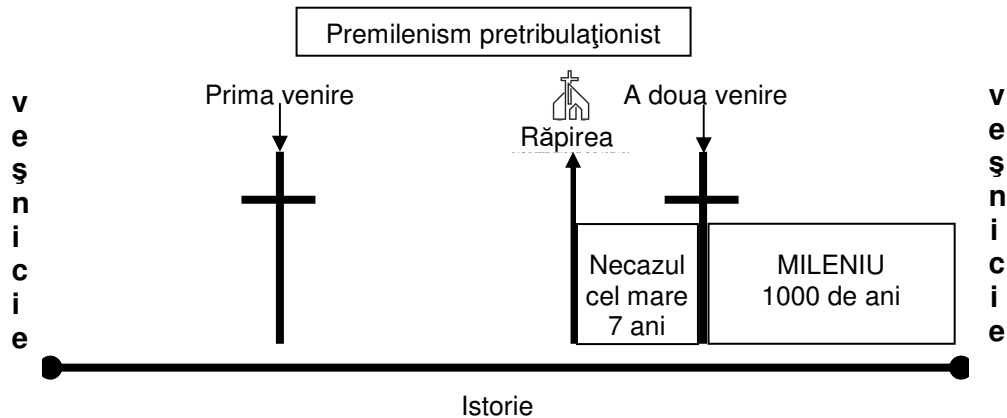 Premilenism pretribulaţionist
veşnicie
Prima venire
Răpirea
A doua venire
veşnicie
Necazul
cel mare
7 ani
MILENIU
1000 de ani
Istorie